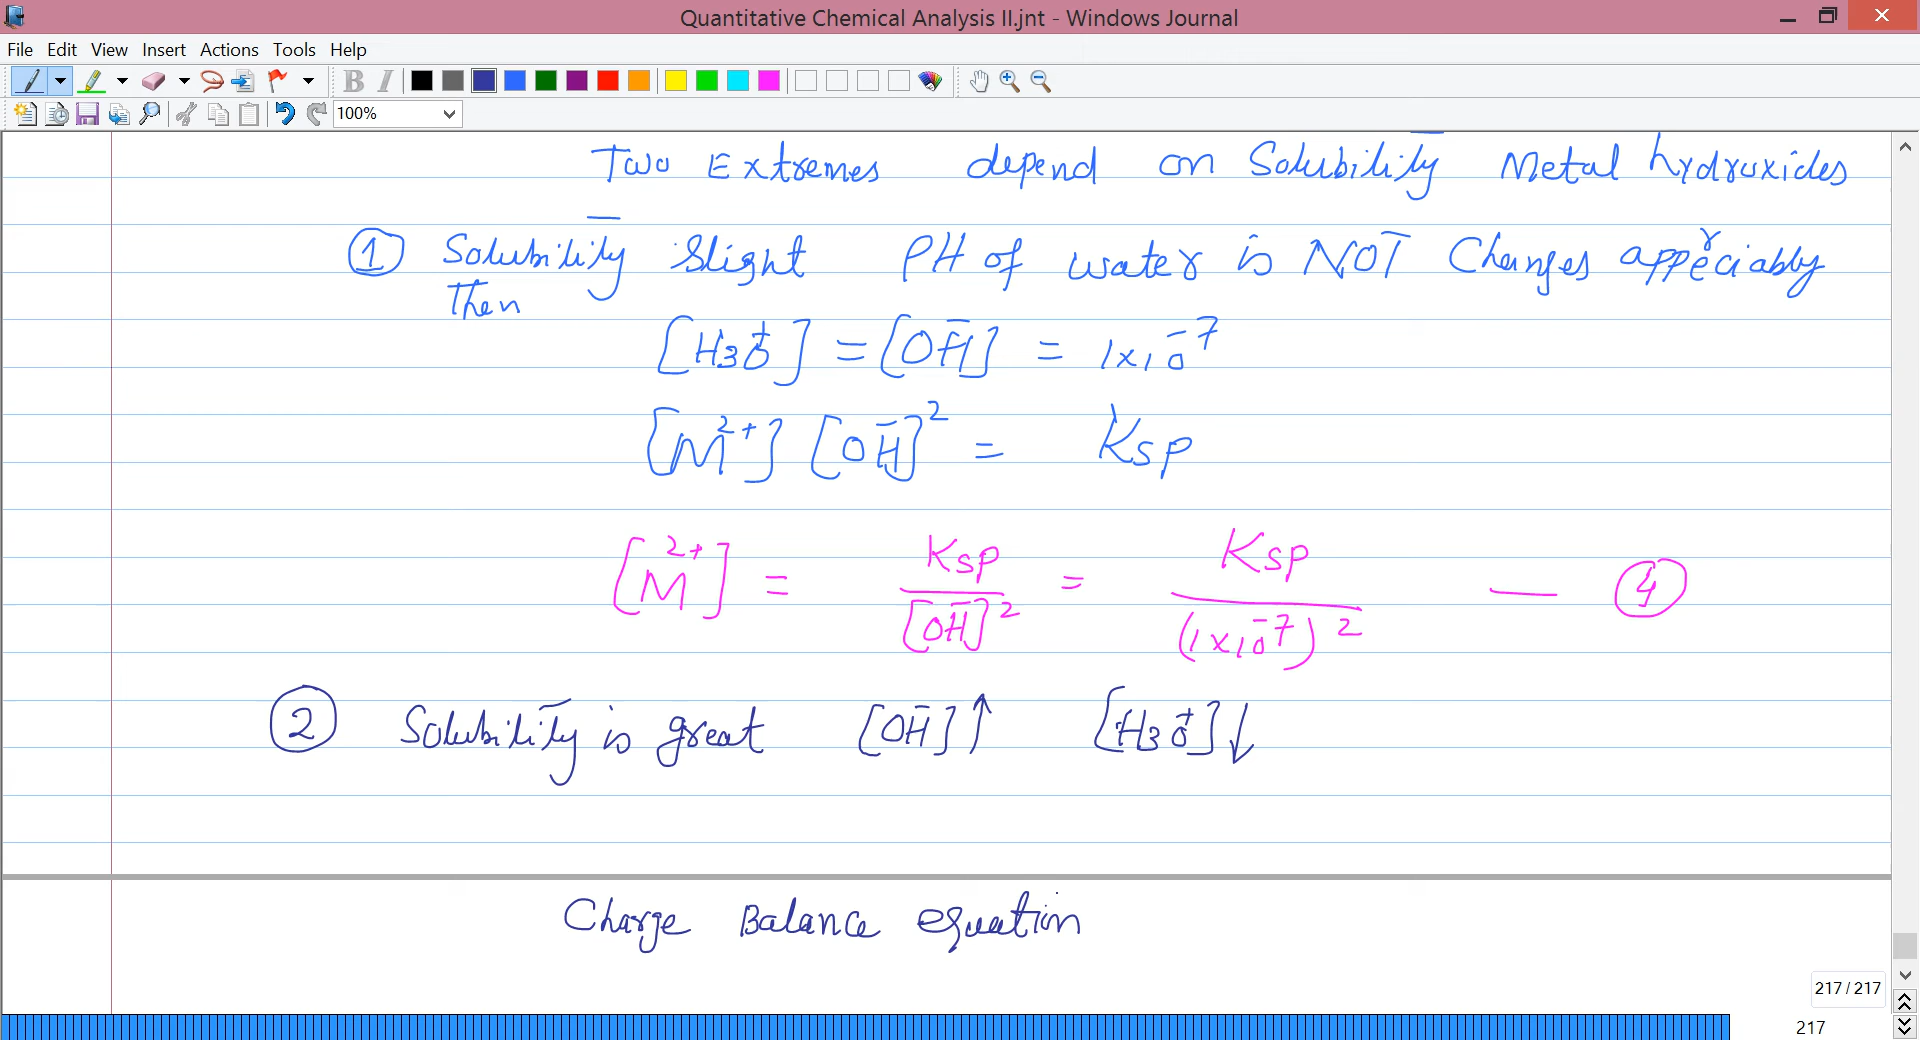 Quantitative Chemical Analysis II.jnt - Windows Journal
File Edit View Insert Actions Tools Help
B I
100%
Two Extremes depend on Solubility Metal hydroxides
① Solubility Slight PH of water is NOT Changes appreciably
then
[H3O⁺] = [OH⁻] = 1x10⁻⁷
[M²⁺] [OH⁻]² = Ksp
[M²⁺] = Ksp / [OH⁻]² = Ksp / (1x10⁻⁷)² — ④
② Solubility is great [OH⁻]↑ [H3O⁺]↓
Charge Balance equation
217 / 217
217